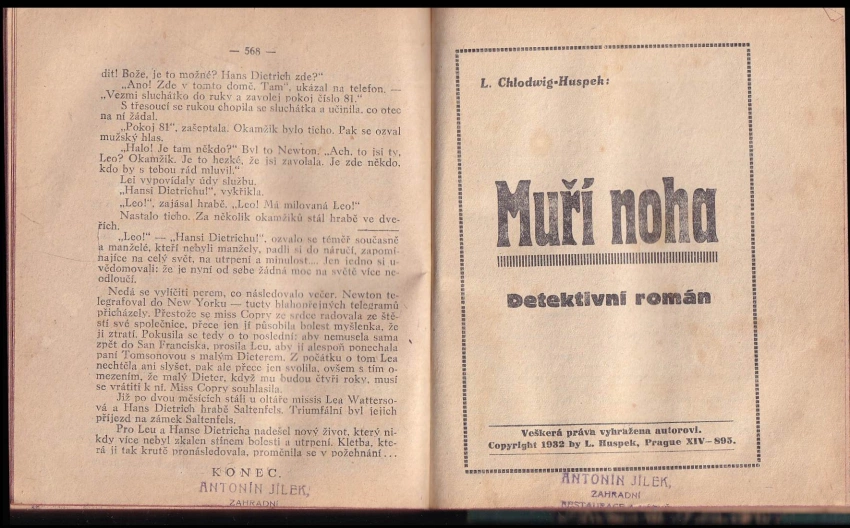 — 568 —
dit! Bože, je to možné? Hans Dietrich zde?"
„Ano! Zde v tomto domě. Tam", ukázal na telefon. —
„Vezmi sluchátko do ruky a zavolej pokoj číslo 81."
S třesoucí se rukou chopila se sluchátka a učinila, co otec
na ní žádal.
„Pokoj 81", zašeptala. Okamžik bylo ticho. Pak se ozval
mužský hlas.
„Halo! Je tam někdo?" Byl to Newton. „Ach, to jsi ty,
Leo? Okamžik. Je to hezké, že jsi zavolala. Je zde někdo,
kdo by s tebou rád mluvil."
Lei vypovídaly údy službu.
„Hansi Dietrichu!", vykřikla.
„Leo!", zajásal hrabě. „Leo! Má milovaná Leo!"
Nastalo ticho. Za několik okamžiků stál hrabě ve dve-
řích.
„Leo!" — „Hansi Dietrichu!", ozvalo se téměř současně
a manželé, kteří nebyli manžely, padli si do náručí, zapomí-
najíce na celý svět, na utrpení a minulost.... Jen jedno si u-
vědomovali: že je nyní od sebe žádná moc na světě více ne-
odloučí.
Nedá se vylíčiti perem, co následovalo večer. Newton te-
legrafoval do New Yorku — tucty blahopřejných telegramů
přicházely. Přestože se miss Copry ze srdce radovala ze ště-
stí své společnice, přece jen jí působila bolest myšlenka, že
ji ztratí. Pokusila se tedy o to poslední: aby nemusela sama
zpět do San Franciska, prosila Leu, aby jí alespoň ponechala
paní Tomsonovou s malým Dieterem. Z počátku o tom Lea
nechtěla ani slyšet, pak ale přece jen svolila, ovšem s tím o-
mezením, že malý Dieter, když mu budou čtyři roky, musí
se vrátiti k ní. Miss Copry souhlasila.
Již po dvou měsících stáli u oltáře missis Lea Watterso-
vá a Hans Dietrich hrabě Saltenfels. Triumfální byl jejich
příjezd na zámek Saltenfels.
Pro Leu a Hanse Dietricha nadešel nový život, který ni-
kdy více nebyl zkalen stínem bolesti a utrpení. Kletba, kte-
rá ji tak krutě pronásledovala, proměnila se v požehnání...
KONEC.
ANTONÍN JÍLEK,
ZAHRADNÍ
L. Chlodwig-Huspek:
Muří noha
Detektivní román
Veškerá práva vyhražena autorovi.
Copyright 1932 by L. Huspek, Prague XIV—895.
ANTONÍN JÍLEK,
ZAHRADNÍ